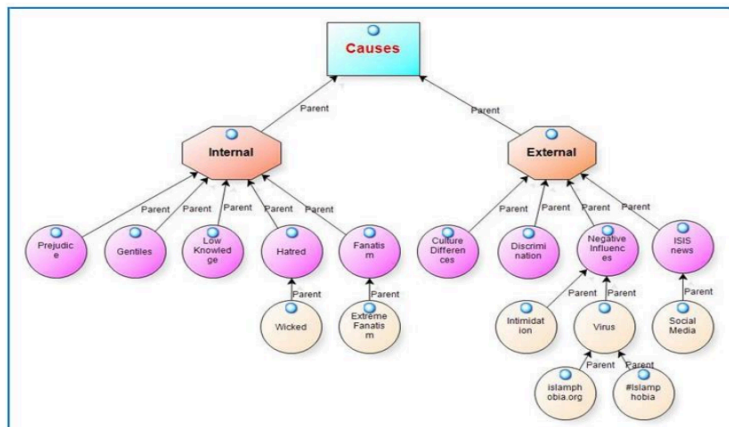 Causes
Parent
Parent
Internal
External
Parent
Parent
Parent
Parent
Parent
Parent
Parent
Parent
Parent
Prejudic
e
Gentiles
Low
Knowled
ge
Hatred
Fanatis
m
Culture
Differen
ces
Discrimi
nation
Negative
Influenc
es
ISIS
news
Parent
Parent
Parent
Parent
Parent
Wicked
Extreme
Fanatis
m
Intimidat
ion
Virus
Social
Media
Parent
Parent
islamph
obia.org
#Islam
phobia